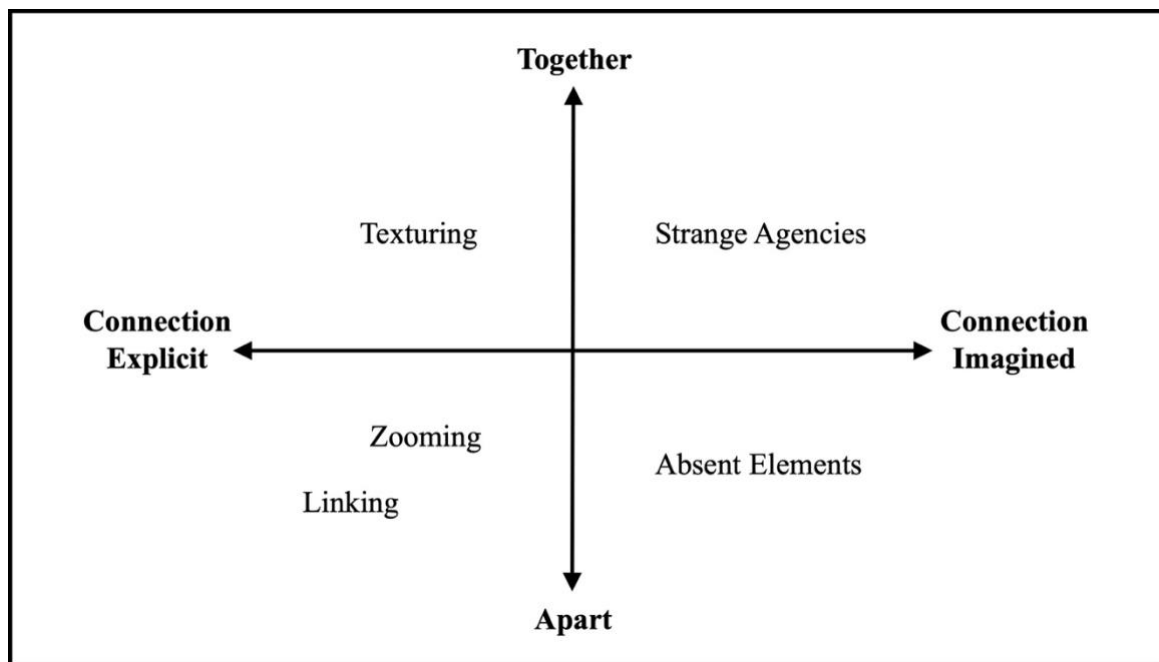 Together
Texturing
Strange Agencies
Connection
Explicit
Connection
Imagined
Zooming
Absent Elements
Linking
Apart